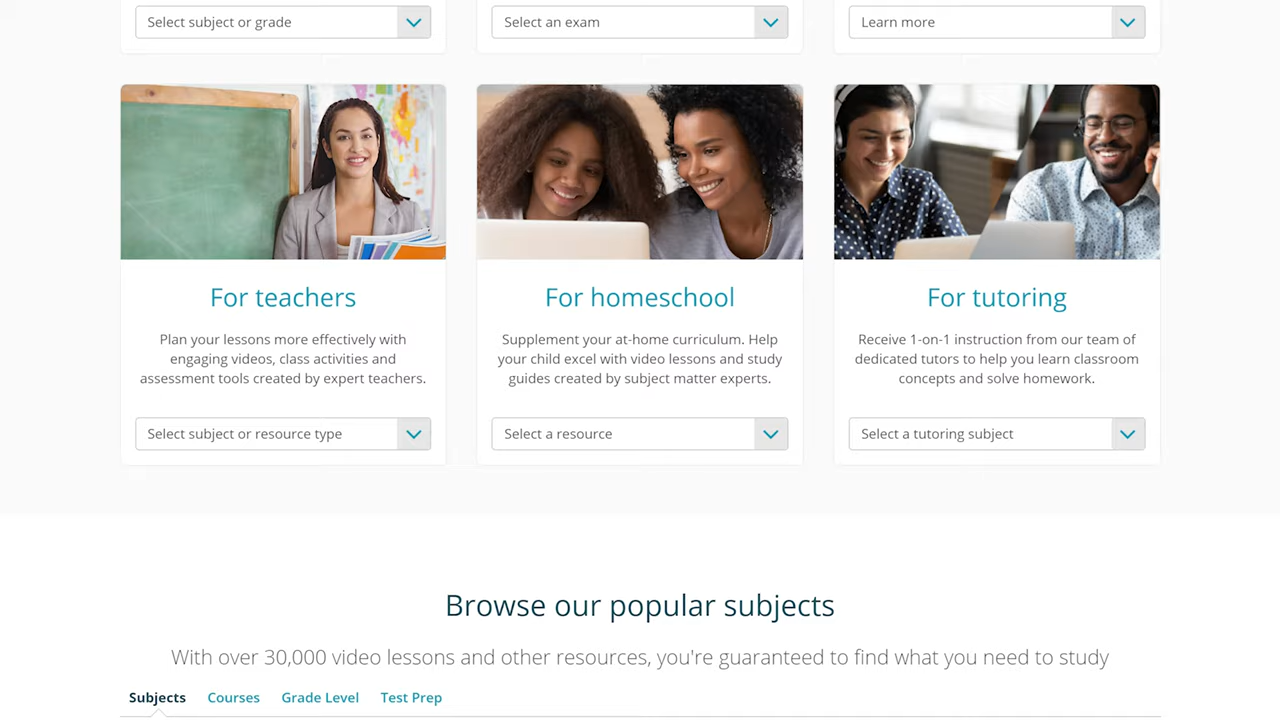 Select subject or grade
Select an exam
Learn more
For teachers
Plan your lessons more effectively with
engaging videos, class activities and
assessment tools created by expert teachers.
Select subject or resource type
For homeschool
Supplement your at-home curriculum. Help
your child excel with video lessons and study
guides created by subject matter experts.
Select a resource
For tutoring
Receive 1-on-1 instruction from our team of
dedicated tutors to help you learn classroom
concepts and solve homework.
Select a tutoring subject
Browse our popular subjects
With over 30,000 video lessons and other resources, you're guaranteed to find what you need to study
Subjects Courses Grade Level Test Prep